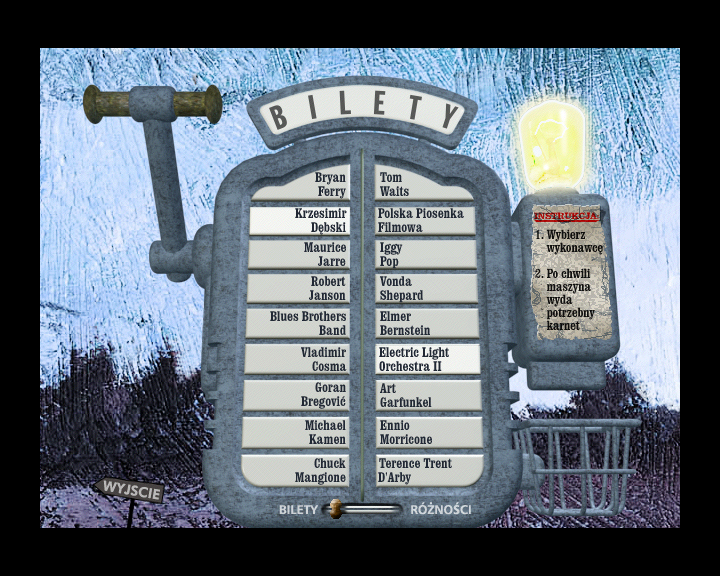 BILETY
Bryan
Ferry
Tom
Waits
Krzesimir
Dębski
Polska Piosenka
Filmowa
Maurice
Jarre
Iggy
Pop
Robert
Janson
Vonda
Shepard
Blues Brothers
Band
Elmer
Bernstein
Vladimir
Cosma
Electric Light
Orchestra II
Goran
Bregović
Art
Garfunkel
Michael
Kamen
Ennio
Morricone
Chuck
Mangione
Terence Trent
D'Arby
INSTRUKCJA:
1. Wybierz
wykonawcę
2. Po chwili
maszyna
wyda
potrzebny
karnet
WYJSCIE
BILETY
RÓŻNOŚCI